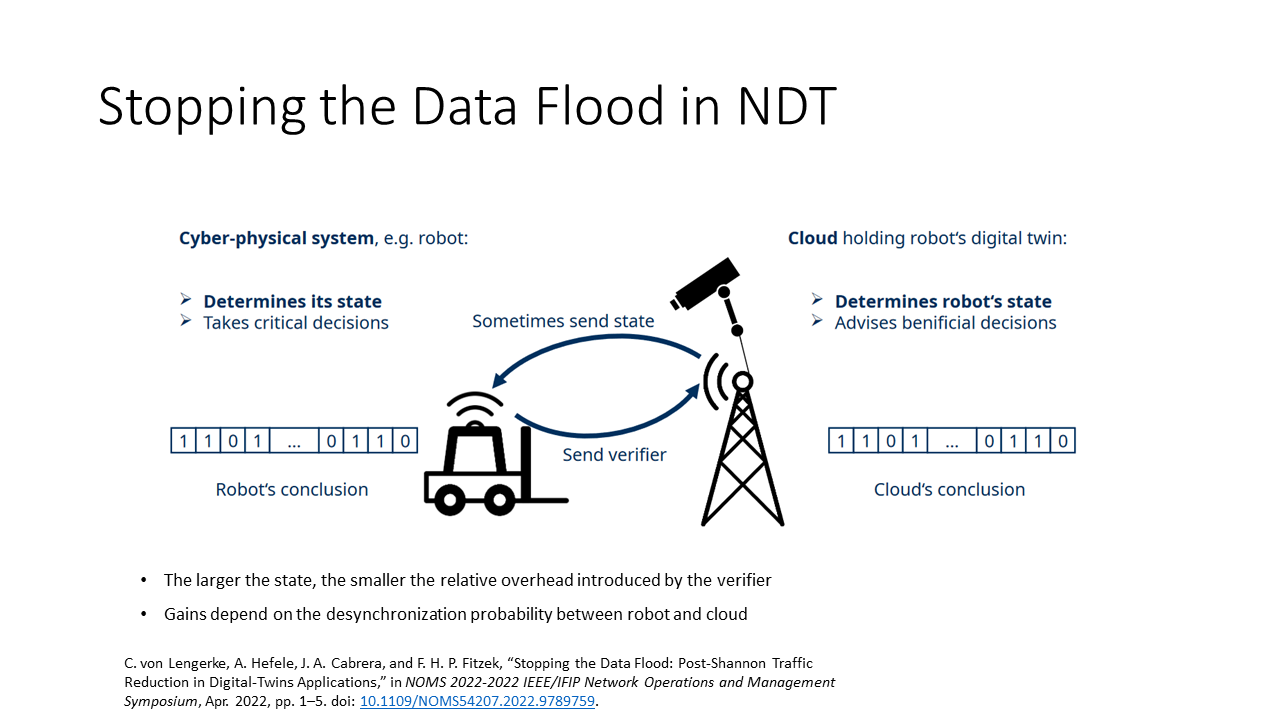 Stopping the Data Flood in NDT
Cyber-physical system, e.g. robot:
➢ Determines its state
➢ Takes critical decisions
Cloud holding robot‘s digital twin:
➢ Determines robot‘s state
➢ Advises benificial decisions
Sometimes send state
Send verifier
1 1 0 1 ... 0 1 1 0
Robot‘s conclusion
1 1 0 1 ... 0 1 1 0
Cloud‘s conclusion
• The larger the state, the smaller the relative overhead introduced by the verifier
• Gains depend on the desynchronization probability between robot and cloud
C. von Lengerke, A. Hefele, J. A. Cabrera, and F. H. P. Fitzek, “Stopping the Data Flood: Post-Shannon Traffic
Reduction in Digital-Twins Applications,” in NOMS 2022-2022 IEEE/IFIP Network Operations and Management
Symposium, Apr. 2022, pp. 1–5. doi: 10.1109/NOMS54207.2022.9789759.